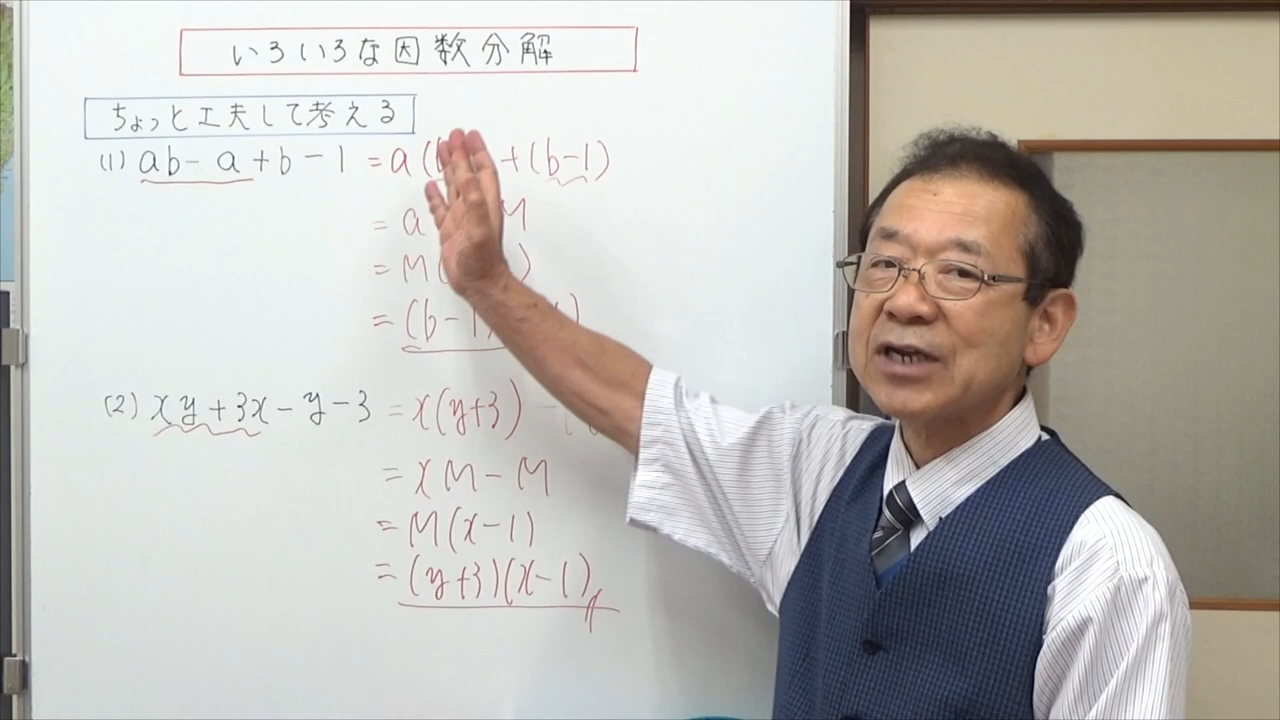 いろいろな因数分解
ちょっと工夫して考える
(1) ab - a + b - 1 = a( + (b-1)
= a M
= M( )
= (b-1 )
(2) xy + 3x - y - 3 = x(y+3) - (
= xM - M
= M(x-1)
= (y+3)(x-1)